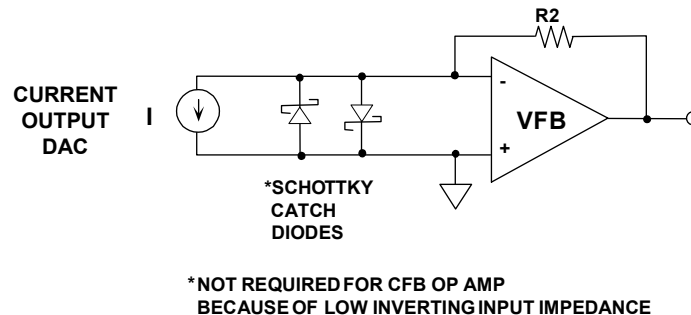 R2
CURRENT
OUTPUT
DAC
I
-
VFB
+
*SCHOTTKY
CATCH
DIODES
*NOT REQUIRED FOR CFB OP AMP
BECAUSE OF LOW INVERTING INPUT IMPEDANCE